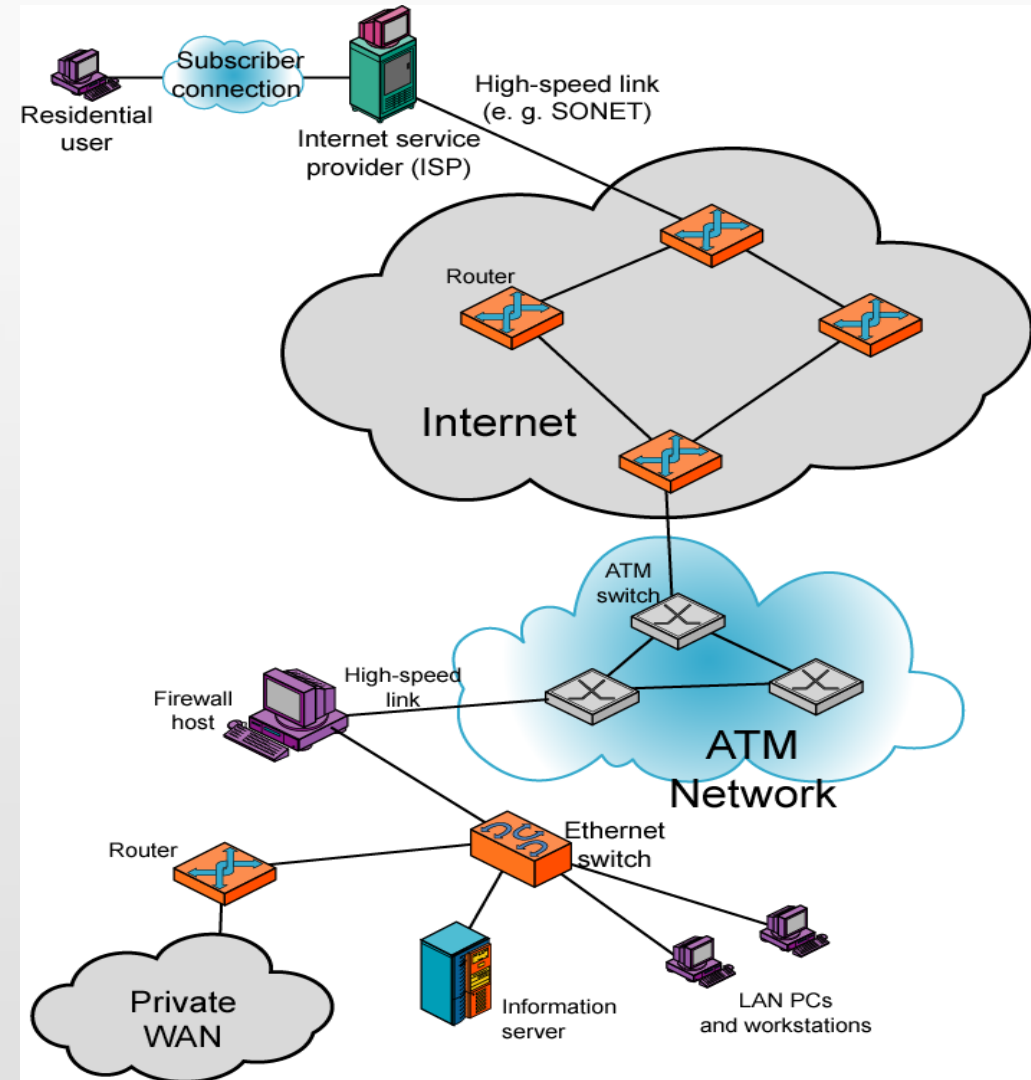 Subscriber
connection
Residential
user
Internet service
provider (ISP)
High-speed link
(e. g. SONET)
Router
Internet
ATM
switch
High-speed
link
Firewall
host
ATM
Network
Ethernet
switch
Router
Private
WAN
Information
server
LAN PCs
and workstations